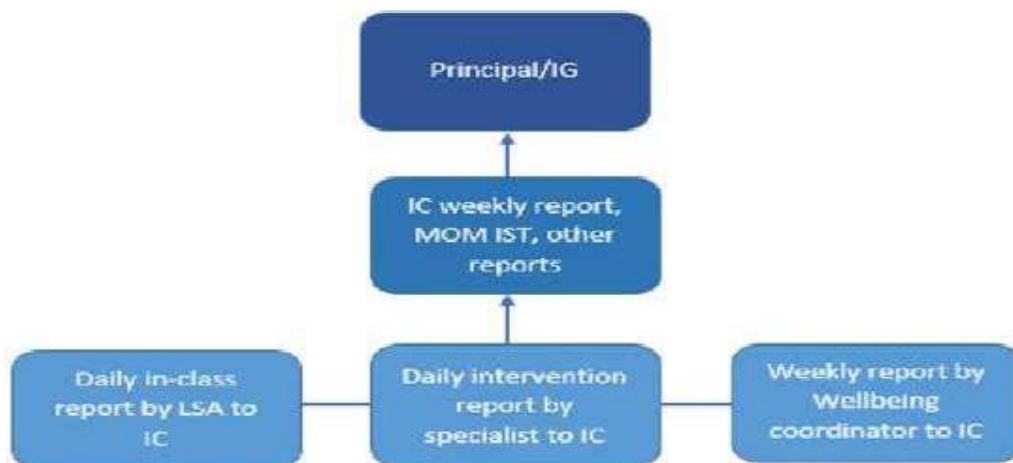 Principal/IG
IC weekly report,
MOM IST, other
reports
Daily in-class
report by LSA to
IC
Daily intervention
report by
specialist to IC
Weekly report by
Wellbeing
coordinator to IC